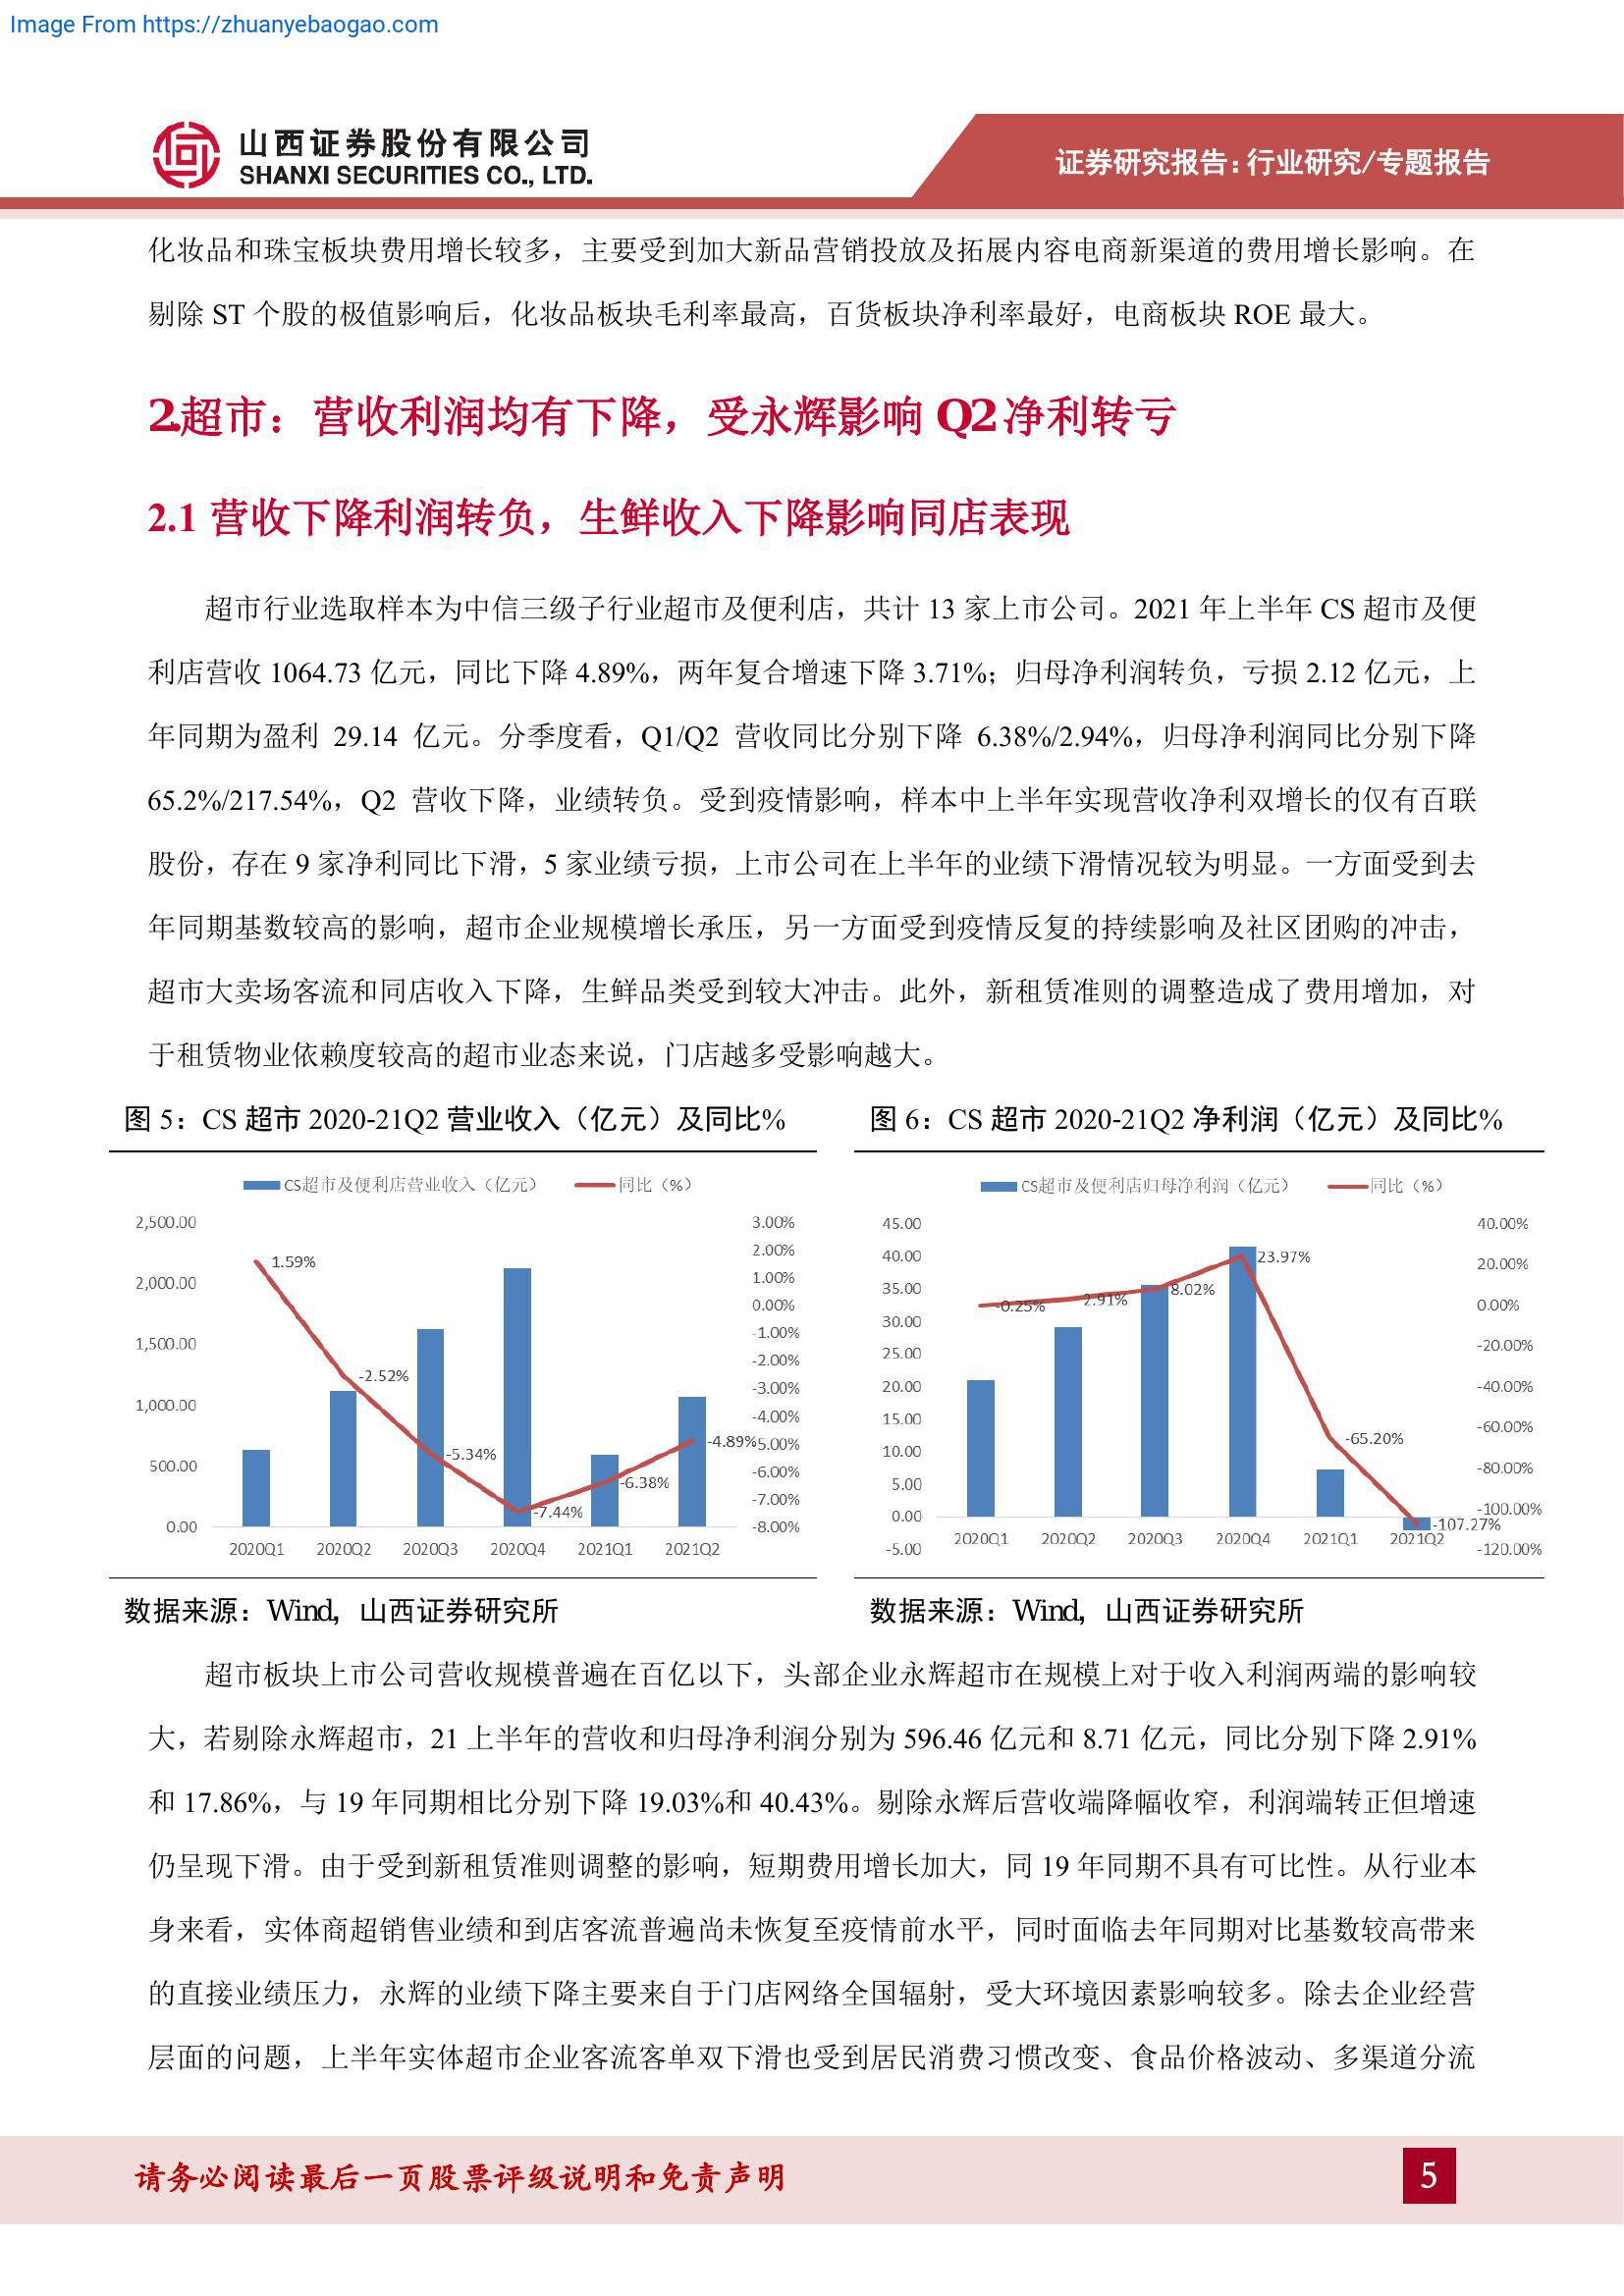 Image From https://zhuanyebaogao.com
山西证券股份有限公司
SHANXI SECURITIES CO., LTD.
证券研究报告：行业研究/专题报告
化妆品和珠宝板块费用增长较多，主要受到加大新品营销投放及拓展内容电商新渠道的费用增长影响。在
剔除 ST 个股的极值影响后，化妆品板块毛利率最高，百货板块净利率最好，电商板块 ROE 最大。
2.超市：营收利润均有下降，受永辉影响 Q2 净利转亏
2.1 营收下降利润转负，生鲜收入下降影响同店表现
超市行业选取样本为中信三级子行业超市及便利店，共计 13 家上市公司。2021 年上半年 CS 超市及便
利店营收 1064.73 亿元，同比下降 4.89%，两年复合增速下降 3.71%；归母净利润转负，亏损 2.12 亿元，上
年同期为盈利 29.14 亿元。分季度看，Q1/Q2 营收同比分别下降 6.38%/2.94%，归母净利润同比分别下降
65.2%/217.54%，Q2 营收下降，业绩转负。受到疫情影响，样本中上半年实现营收净利双增长的仅有百联
股份，存在 9 家净利同比下滑，5 家业绩亏损，上市公司在上半年的业绩下滑情况较为明显。一方面受到去
年同期基数较高的影响，超市企业规模增长承压，另一方面受到疫情反复的持续影响及社区团购的冲击，
超市大卖场客流和同店收入下降，生鲜品类受到较大冲击。此外，新租赁准则的调整造成了费用增加，对
于租赁物业依赖度较高的超市业态来说，门店越多受影响越大。
图 5：CS 超市 2020-21Q2 营业收入（亿元）及同比%
CS超市及便利店营业收入（亿元） 同比（%）
2,500.00
2,000.00
1,500.00
1,000.00
500.00
0.00
3.00%
2.00%
1.00%
0.00%
-1.00%
-2.00%
-3.00%
-4.00%
-5.00%
-6.00%
-7.00%
-8.00%
1.59%
-2.52%
-5.34%
-7.44%
-6.38%
-4.89%
2020Q1 2020Q2 2020Q3 2020Q4 2021Q1 2021Q2
数据来源：Wind，山西证券研究所
图 6：CS 超市 2020-21Q2 净利润（亿元）及同比%
CS超市及便利店归母净利润（亿元） 同比（%）
45.00
40.00
35.00
30.00
25.00
20.00
15.00
10.00
5.00
0.00
-5.00
40.00%
20.00%
0.00%
-20.00%
-40.00%
-60.00%
-80.00%
-100.00%
-120.00%
-0.25%
2.91%
8.02%
23.97%
-65.20%
-107.27%
2020Q1 2020Q2 2020Q3 2020Q4 2021Q1 2021Q2
数据来源：Wind，山西证券研究所
超市板块上市公司营收规模普遍在百亿以下，头部企业永辉超市在规模上对于收入利润两端的影响较
大，若剔除永辉超市，21 上半年的营收和归母净利润分别为 596.46 亿元和 8.71 亿元，同比分别下降 2.91%
和 17.86%，与 19 年同期相比分别下降 19.03%和 40.43%。剔除永辉后营收端降幅收窄，利润端转正但增速
仍呈现下滑。由于受到新租赁准则调整的影响，短期费用增长加大，同 19 年同期不具有可比性。从行业本
身来看，实体商超销售业绩和到店客流普遍尚未恢复至疫情前水平，同时面临去年同期对比基数较高带来
的直接业绩压力，永辉的业绩下降主要来自于门店网络全国辐射，受大环境因素影响较多。除去企业经营
层面的问题，上半年实体超市企业客流客单双下滑也受到居民消费习惯改变、食品价格波动、多渠道分流
请务必阅读最后一页股票评级说明和免责声明
5